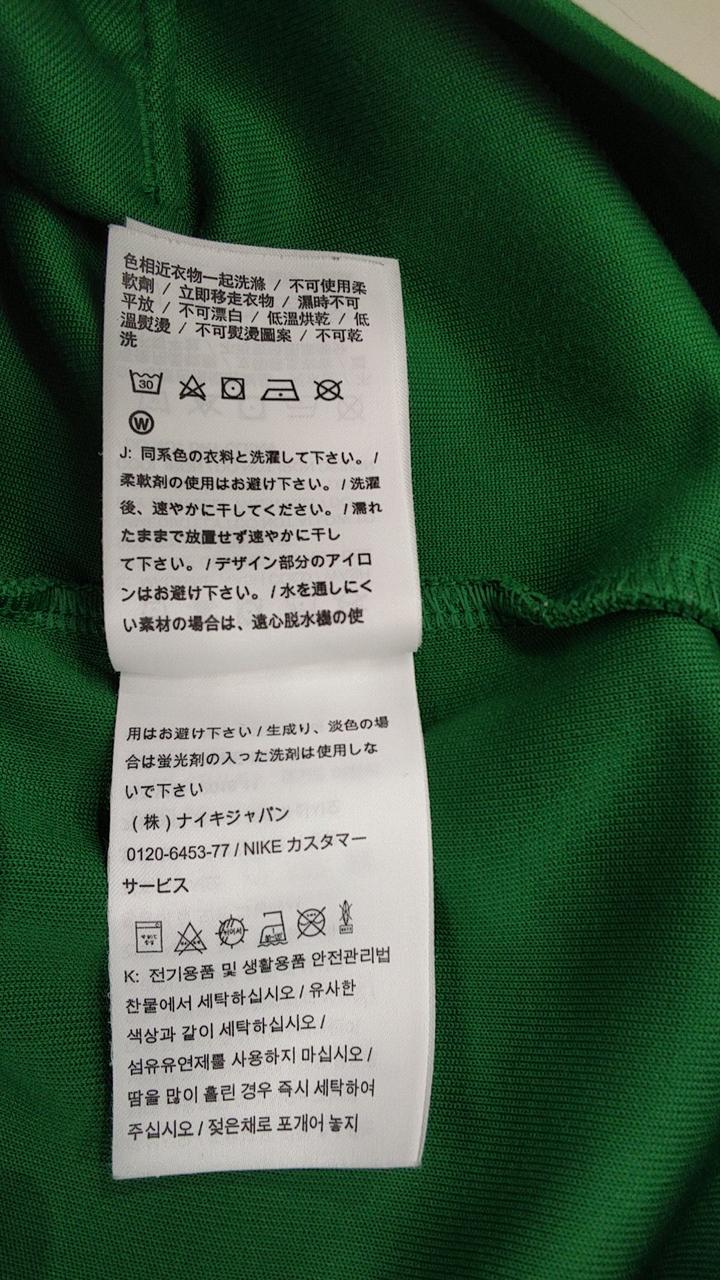 色相近衣物一起洗滌 / 不可使用柔
軟劑 / 立即移走衣物 / 濕時不可
平放 / 不可漂白 / 低溫烘乾 / 低
溫熨燙 / 不可熨燙圖案 / 不可乾
洗
30
W
J: 同系色の衣料と洗濯して下さい。/
柔軟剤の使用はお避け下さい。/ 洗濯
後、速やかに干してください。/ 濡れ
たままで放置せず速やかに干し
て下さい。/ デザイン部分のアイロ
ンはお避け下さい。/ 水を通しにく
い素材の場合は、遠心脱水機の使
用はお避け下さい / 生成り、淡色の場
合は蛍光剤の入った洗剤は使用しな
いで下さい
(株) ナイキジャパン
0120-6453-77 / NIKE カスタマー
サービス
K: 전기용품 및 생활용품 안전관리법
찬물에서 세탁하십시오 / 유사한
색상과 같이 세탁하십시오 /
섬유유연제를 사용하지 마십시오 /
땀을 많이 흘린 경우 즉시 세탁하여
주십시오 / 젖은채로 포개어 놓지